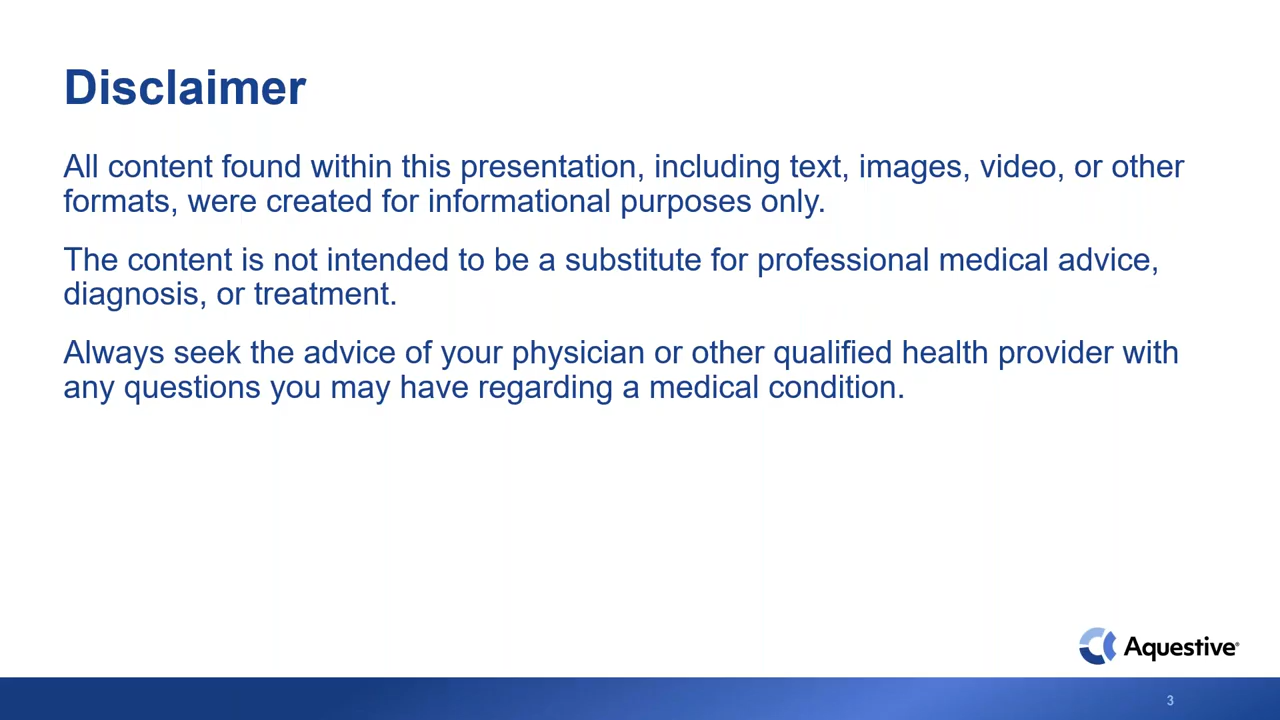 Disclaimer
All content found within this presentation, including text, images, video, or other
formats, were created for informational purposes only.
The content is not intended to be a substitute for professional medical advice,
diagnosis, or treatment.
Always seek the advice of your physician or other qualified health provider with
any questions you may have regarding a medical condition.
Aquestive®
3